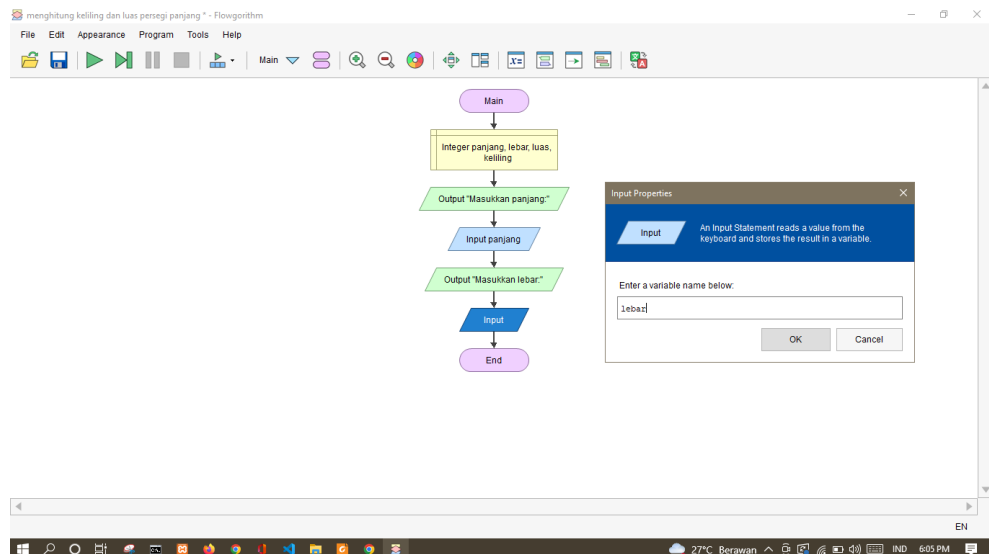 menghitung keliling dan luas persegi panjang * - Flowgorithm
File Edit Appearance Program Tools Help
Main
x=
Main
Integer panjang, lebar, luas,
keliling
Output "Masukkan panjang:"
Input panjang
Output "Masukkan lebar:"
Input
End
Input Properties
Input
An Input Statement reads a value from the
keyboard and stores the result in a variable.
Enter a variable name below:
lebar
OK Cancel
EN
27°C Berawan IND 6:05 PM